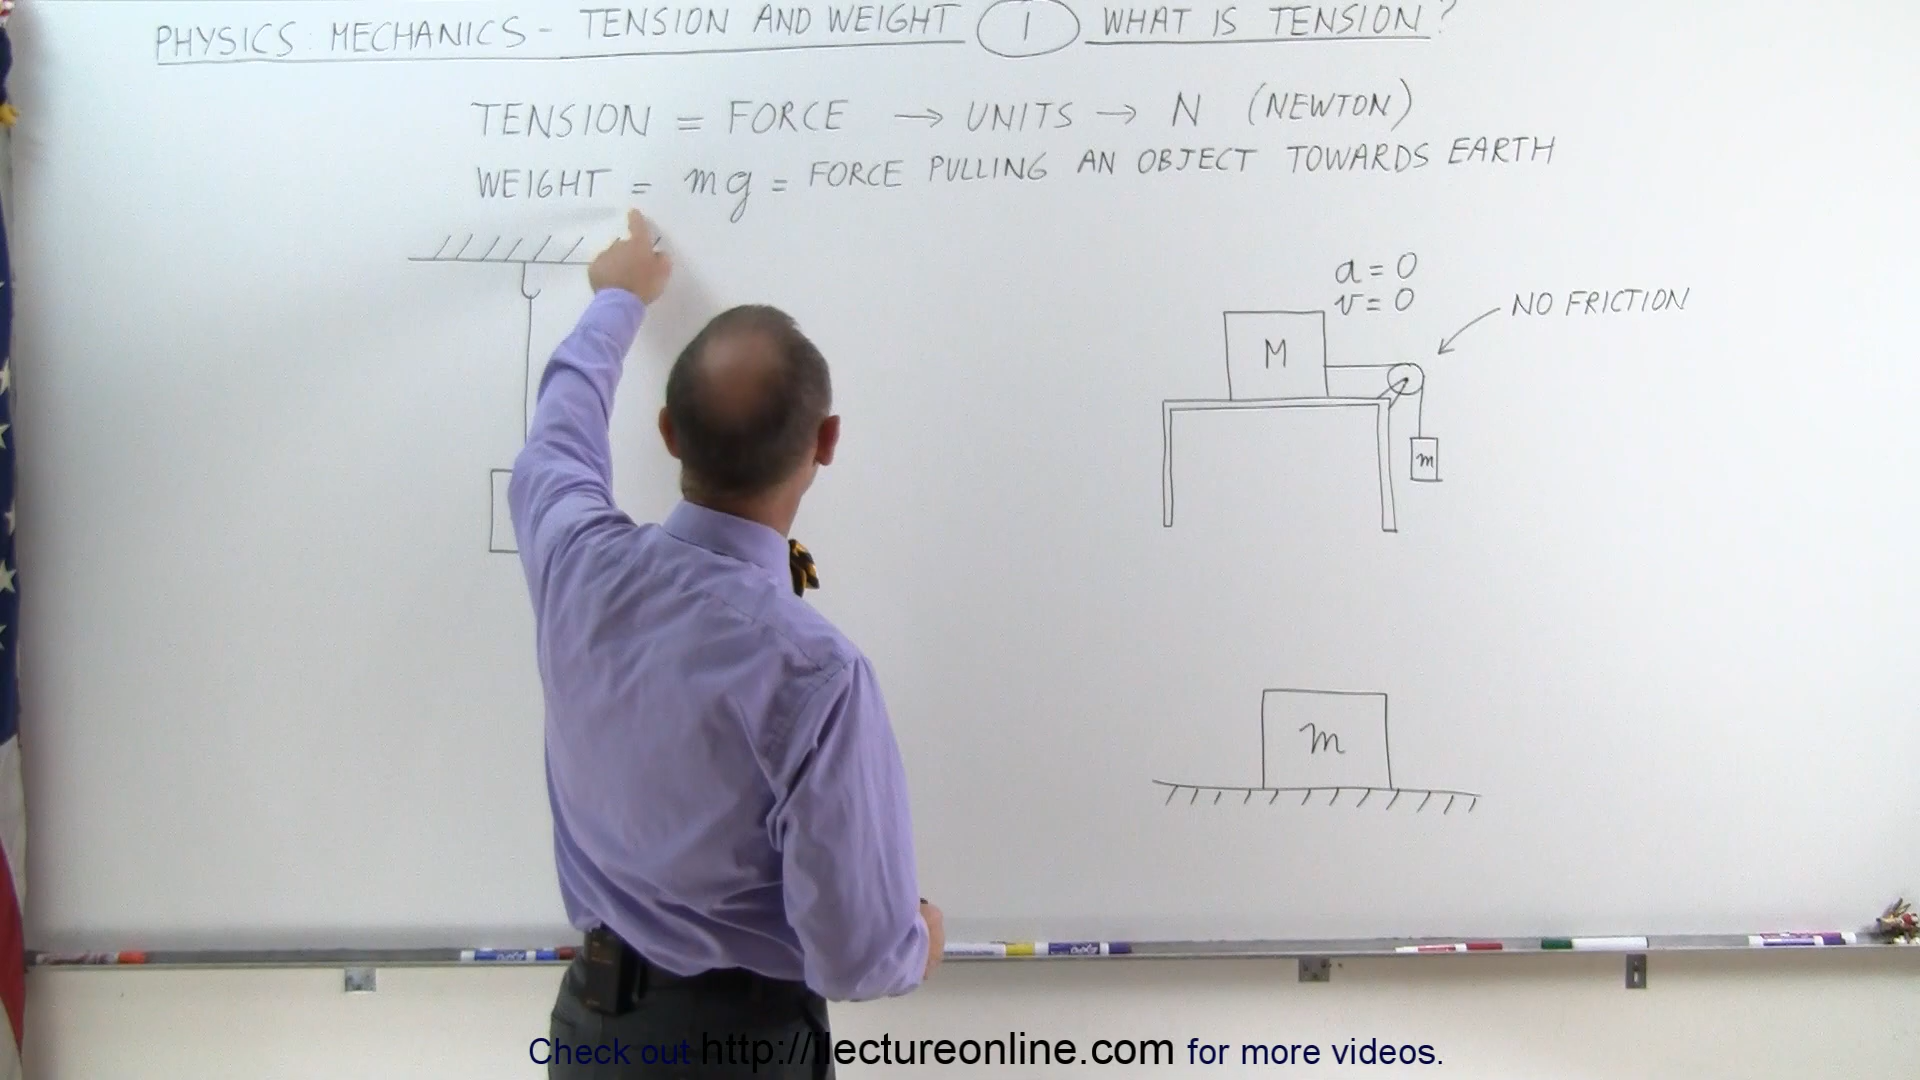 PHYSICS: MECHANICS - TENSION AND WEIGHT 1 WHAT IS TENSION?
TENSION = FORCE → UNITS → N (NEWTON)
WEIGHT = mg = FORCE PULLING AN OBJECT TOWARDS EARTH
a = 0
v = 0
NO FRICTION
M
m
m
Check out http://ilectureonline.com for more videos.